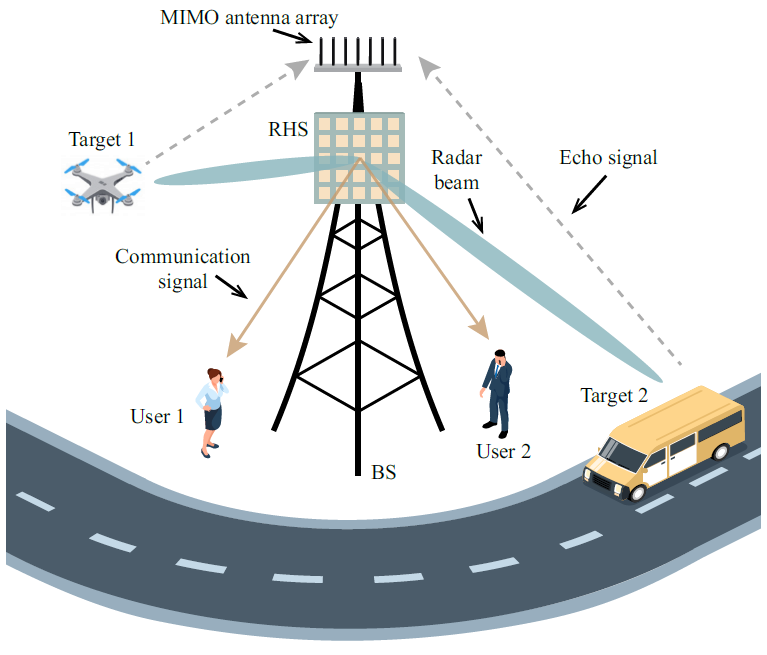 MIMO antenna array
RHS
Target 1
Radar
beam
Echo signal
Communication
signal
Target 2
User 1
User 2
BS